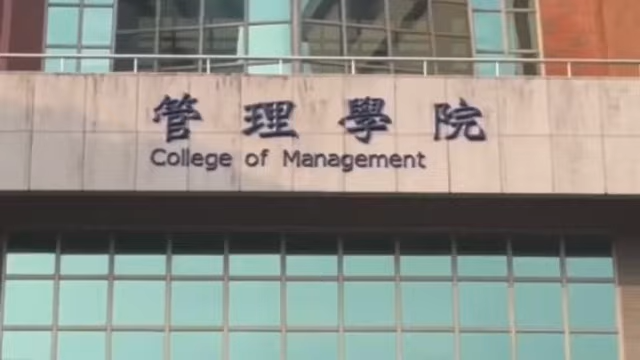 管理學院
College of Management